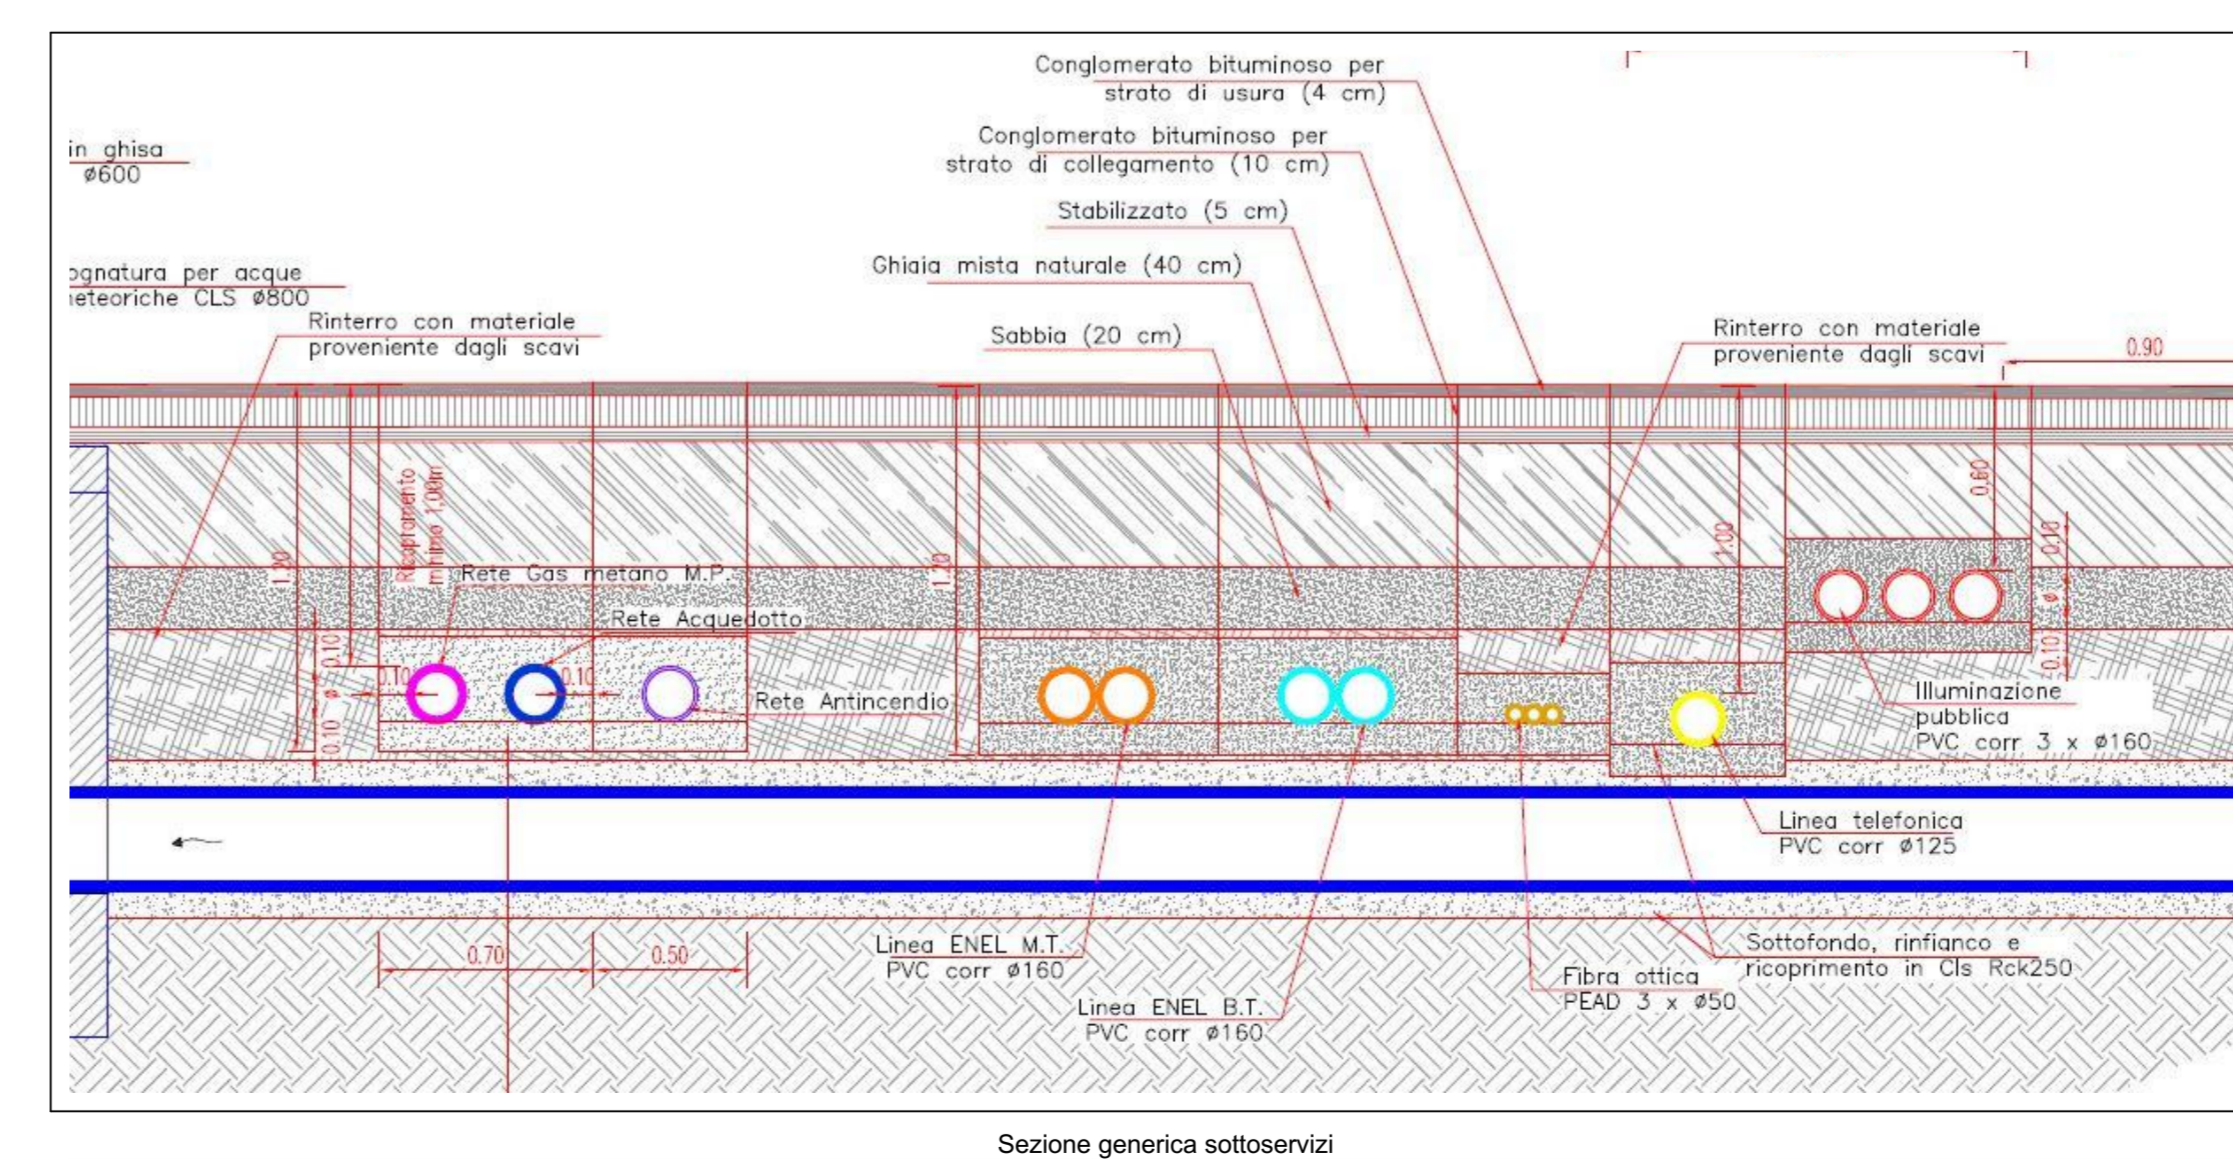 Conglomerato bituminoso per
strato di usura (4 cm)
Conglomerato bituminoso per
strato di collegamento (10 cm)
in ghisa
ø600
Stabilizzato (5 cm)
Ghiaia mista naturale (40 cm)
ognatura per acque
eteoriche CLS ø800
Rinterro con materiale
proveniente dagli scavi
Sabbia (20 cm)
Rinterro con materiale
proveniente dagli scavi
0.90
1.20
Ricoprimento
minimo 1,00m
Rete Gas metano M.P.
Rete Acquedotto
Rete Antincendio
0.10
ø
0.10
0.10
0.10
1.20
1.00
0.60
0.10
ø
0.10
Illuminazione
pubblica
PVC corr 3 x ø160
Linea telefonica
PVC corr ø125
0.70
0.50
Linea ENEL M.T.
PVC corr ø160
Linea ENEL B.T.
PVC corr ø160
Fibra ottica
PEAD 3 x ø50
Sottofondo, rinfianco e
ricoprimento in Cls Rck250
Sezione generica sottoservizi